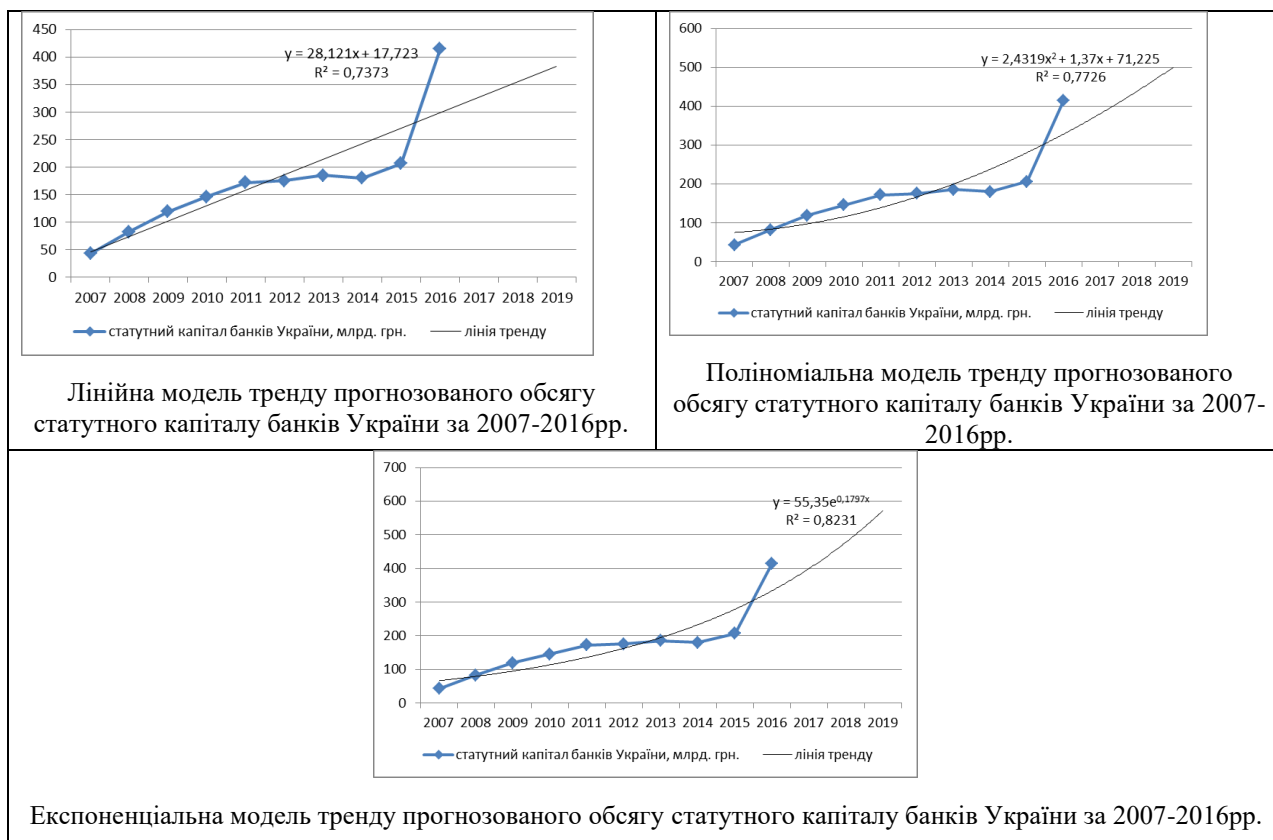 450
400
350
300
250
200
150
100
50
0
y = 28,121x + 17,723
R² = 0,7373
2007 2008 2009 2010 2011 2012 2013 2014 2015 2016 2017 2018 2019
статутний капітал банків України, млрд. грн. лінія тренду
Лінійна модель тренду прогнозованого обсягу
статутного капіталу банків України за 2007-2016рр.
600
500
400
300
200
100
0
y = 2,4319x² + 1,37x + 71,225
R² = 0,7726
2007 2008 2009 2010 2011 2012 2013 2014 2015 2016 2017 2018 2019
статутний капітал банків України, млрд. грн. лінія тренду
Поліноміальна модель тренду прогнозованого
обсягу статутного капіталу банків України за 2007-
2016рр.
700
600
500
400
300
200
100
0
y = 55,35e^0,1797x
R² = 0,8231
2007 2008 2009 2010 2011 2012 2013 2014 2015 2016 2017 2018 2019
статутний капітал банків України, млрд. грн. лінія тренду
Експоненціальна модель тренду прогнозованого обсягу статутного капіталу банків України за 2007-2016рр.